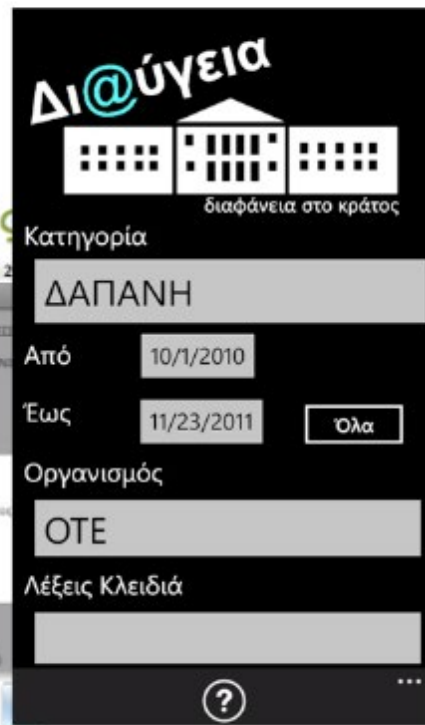 Δι@ύγεια
διαφάνεια στο κράτος
Κατηγορία
ΔΑΠΑΝΗ
Από 10/1/2010
Έως 11/23/2011 Όλα
Οργανισμός
ΟΤΕ
Λέξεις Κλειδιά
?
...